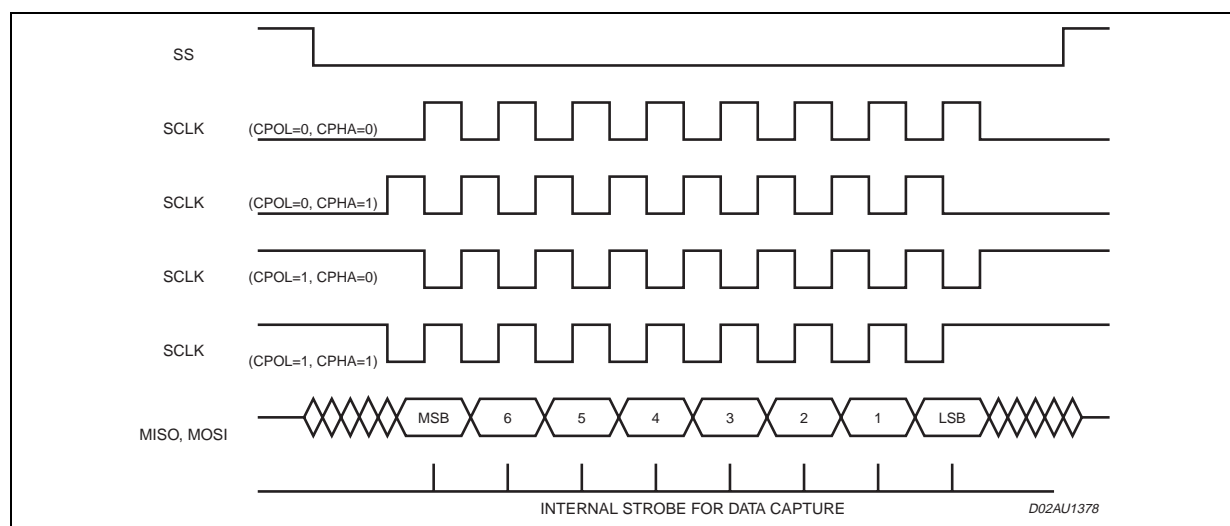 SS
SCLK (CPOL=0, CPHA=0)
SCLK (CPOL=0, CPHA=1)
SCLK (CPOL=1, CPHA=0)
SCLK (CPOL=1, CPHA=1)
MISO, MOSI MSB 6 5 4 3 2 1 LSB
INTERNAL STROBE FOR DATA CAPTURE D02AU1378